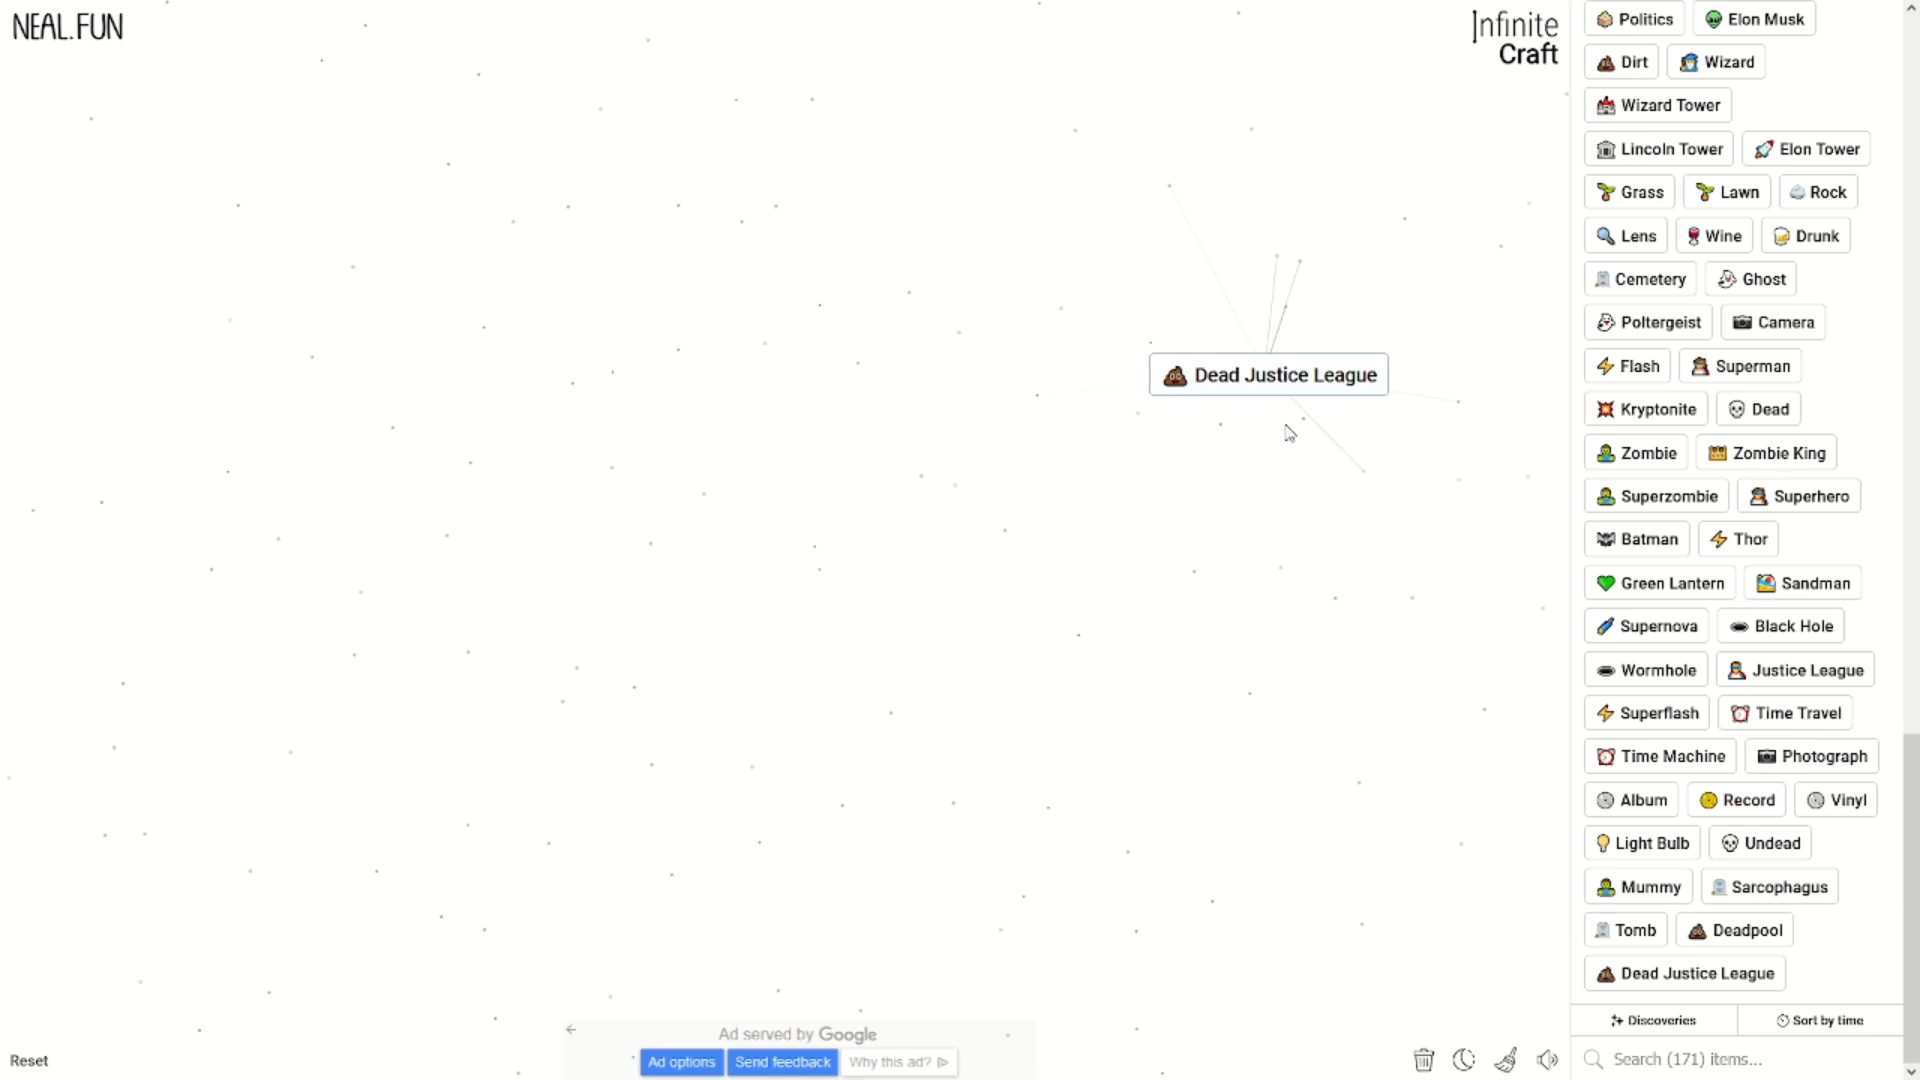 NEAL.FUN
Infinite
Craft
Dead Justice League
Politics Elon Musk
Dirt Wizard
Wizard Tower
Lincoln Tower Elon Tower
Grass Lawn Rock
Lens Wine Drunk
Cemetery Ghost
Poltergeist Camera
Flash Superman
Kryptonite Dead
Zombie Zombie King
Superzombie Superhero
Batman Thor
Green Lantern Sandman
Supernova Black Hole
Wormhole Justice League
Superflash Time Travel
Time Machine Photograph
Album Record Vinyl
Light Bulb Undead
Mummy Sarcophagus
Tomb Deadpool
Dead Justice League
Discoveries Sort by time
Search (171) items...
Ad served by Google
Ad options Send feedback Why this ad?
Reset